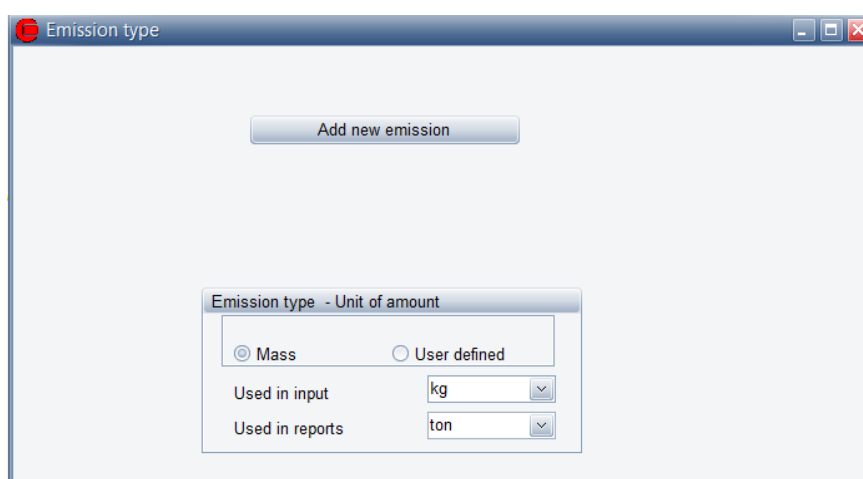 Emission type
Add new emission
Emission type - Unit of amount
Mass User defined
Used in input kg
Used in reports ton